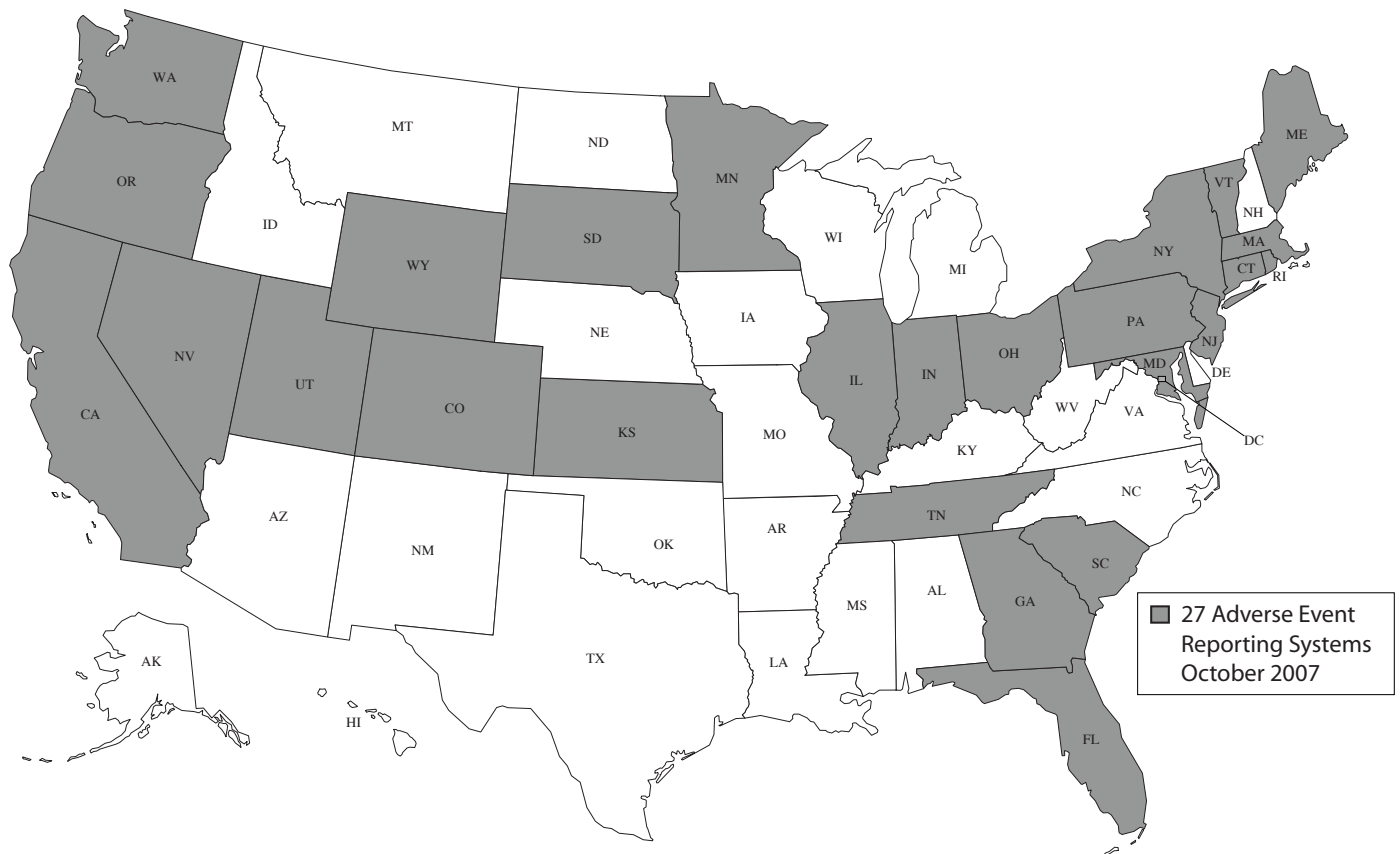 WA
MT
ND
MN
ME
OR
ID
SD
WI
VT
NH
WY
MI
NY
MA
CT
RI
IA
NE
PA
NV
UT
CO
IL
IN
OH
NJ
MD
DE
CA
KS
MO
WV
VA
DC
KY
AZ
NM
OK
AR
TN
NC
SC
MS
AL
GA
TX
LA
AK
HI
FL
27 Adverse Event
Reporting Systems
October 2007